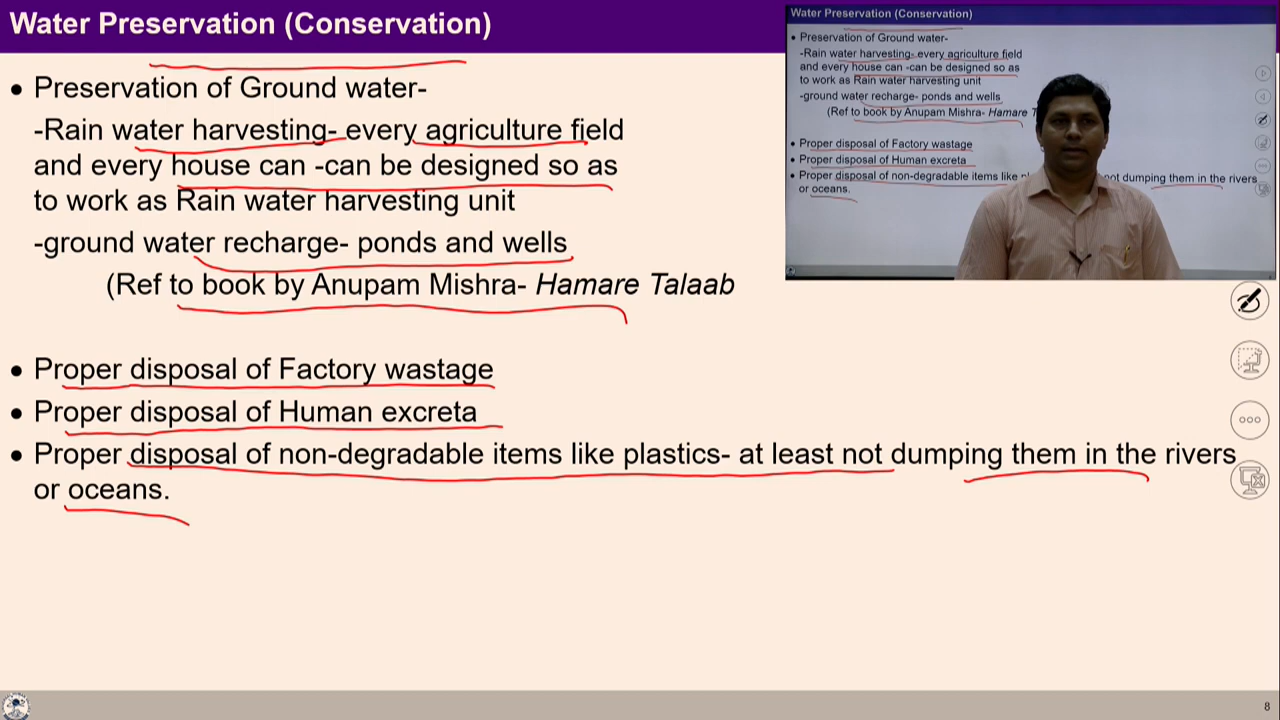 Water Preservation (Conservation)
● Preservation of Ground water-
-Rain water harvesting- every agriculture field
and every house can -can be designed so as
to work as Rain water harvesting unit
-ground water recharge- ponds and wells
(Ref to book by Anupam Mishra- Hamare Talaab
● Proper disposal of Factory wastage
● Proper disposal of Human excreta
● Proper disposal of non-degradable items like plastics- at least not dumping them in the rivers
or oceans.
8
Water Preservation (Conservation)
● Preservation of Ground water-
-Rain water harvesting- every agriculture field
and every house can -can be designed so as
to work as Rain water harvesting unit
-ground water recharge- ponds and wells
(Ref to book by Anupam Mishra- Hamare
● Proper disposal of Factory wastage
● Proper disposal of Human excreta
● Proper disposal of non-degradable items like not dumping them in the rivers
or oceans.